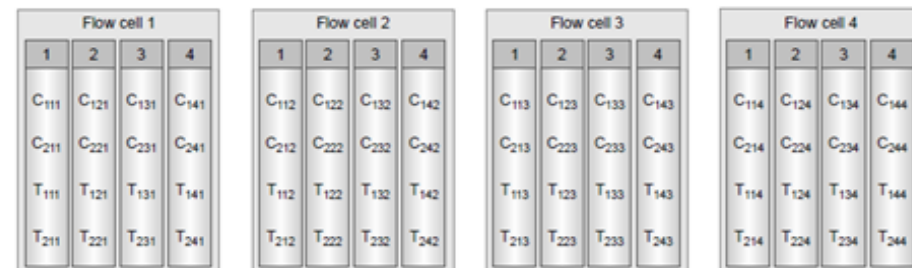 Flow cell 1 Flow cell 2 Flow cell 3 Flow cell 4
1 2 3 4 1 2 3 4 1 2 3 4 1 2 3 4
C₁₁₁ C₁₂₁ C₁₃₁ C₁₄₁ C₁₁₂ C₁₂₂ C₁₃₂ C₁₄₂ C₁₁₃ C₁₂₃ C₁₃₃ C₁₄₃ C₁₁₄ C₁₂₄ C₁₃₄ C₁₄₄
C₂₁₁ C₂₂₁ C₂₃₁ C₂₄₁ C₂₁₂ C₂₂₂ C₂₃₂ C₂₄₂ C₂₁₃ C₂₂₃ C₂₃₃ C₂₄₃ C₂₁₄ C₂₂₄ C₂₃₄ C₂₄₄
T₁₁₁ T₁₂₁ T₁₃₁ T₁₄₁ T₁₁₂ T₁₂₂ T₁₃₂ T₁₄₂ T₁₁₃ T₁₂₃ T₁₃₃ T₁₄₃ T₁₁₄ T₁₂₄ T₁₃₄ T₁₄₄
T₂₁₁ T₂₂₁ T₂₃₁ T₂₄₁ T₂₁₂ T₂₂₂ T₂₃₂ T₂₄₂ T₂₁₃ T₂₂₃ T₂₃₃ T₂₄₃ T₂₁₄ T₂₂₄ T₂₃₄ T₂₄₄